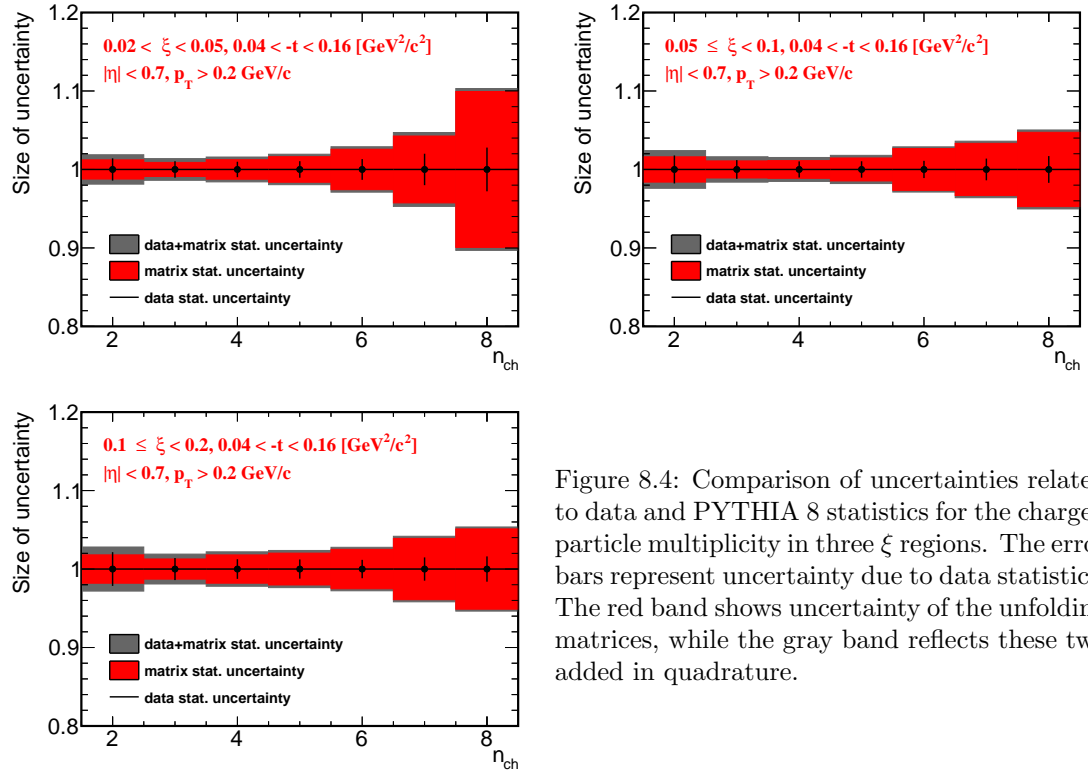 Size of uncertainty
1.2
1.1
1
0.9
0.8
0.02 < ξ < 0.05, 0.04 < -t < 0.16 [GeV²/c²]
|η| < 0.7, p_T > 0.2 GeV/c
data+matrix stat. uncertainty
matrix stat. uncertainty
data stat. uncertainty
2 4 6 8
n_ch
Size of uncertainty
1.2
1.1
1
0.9
0.8
0.05 ≤ ξ < 0.1, 0.04 < -t < 0.16 [GeV²/c²]
|η| < 0.7, p_T > 0.2 GeV/c
data+matrix stat. uncertainty
matrix stat. uncertainty
data stat. uncertainty
2 4 6 8
n_ch
Size of uncertainty
1.2
1.1
1
0.9
0.8
0.1 ≤ ξ < 0.2, 0.04 < -t < 0.16 [GeV²/c²]
|η| < 0.7, p_T > 0.2 GeV/c
data+matrix stat. uncertainty
matrix stat. uncertainty
data stat. uncertainty
2 4 6 8
n_ch
Figure 8.4: Comparison of uncertainties relate
to data and PYTHIA 8 statistics for the charge
particle multiplicity in three ξ regions. The erro
bars represent uncertainty due to data statistic
The red band shows uncertainty of the unfoldin
matrices, while the gray band reflects these tw
added in quadrature.